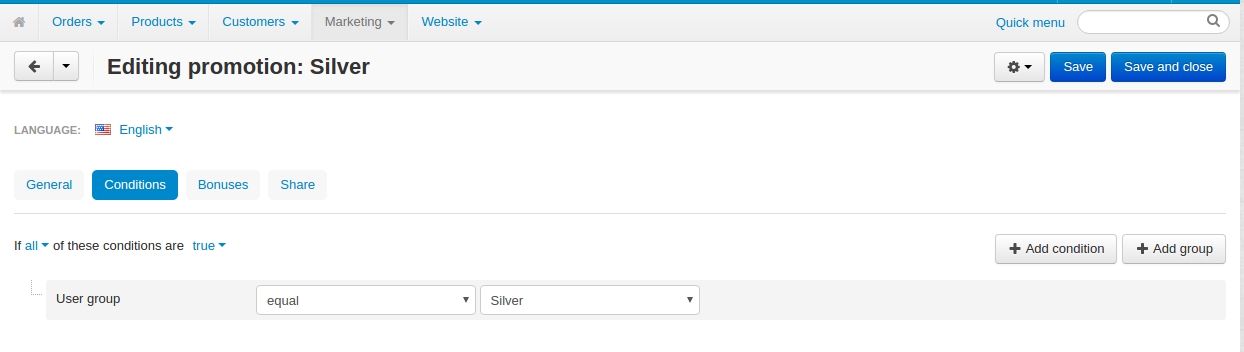 Orders Products Customers Marketing Website Quick menu
Editing promotion: Silver Save Save and close
LANGUAGE: English
General Conditions Bonuses Share
If all of these conditions are true Add condition Add group
User group equal Silver